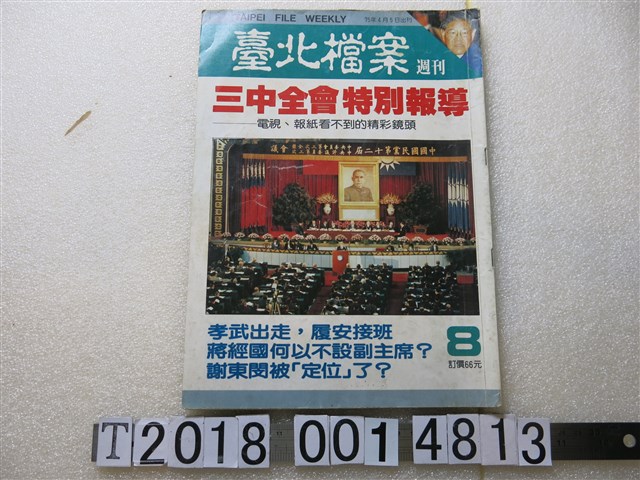 TAIPEI FILE WEEKLY
臺北檔案 週刊
三中全會 特別報導
電視、報紙看不到的精彩鏡頭
中國國民黨第十二屆
會議
孝武出走，履安接班
蔣經國何以不設副主席？
謝東閔被「定位」了？
8
訂價66元
T2018 0014813